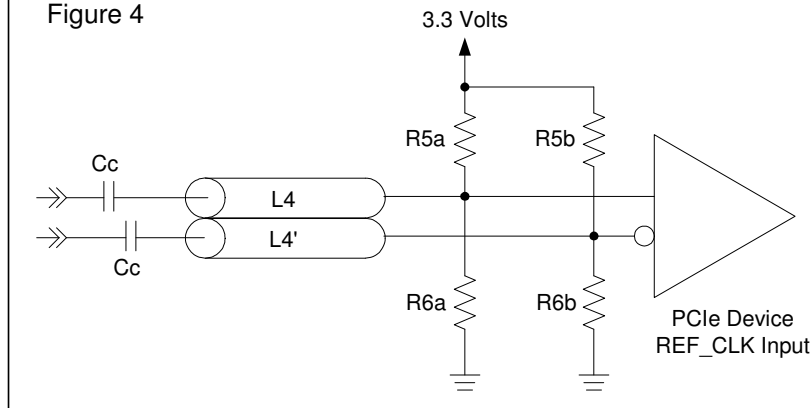 Figure 4
3.3 Volts
R5a
R5b
Cc
L4
L4'
Cc
R6a
R6b
PCIe Device
REF_CLK Input